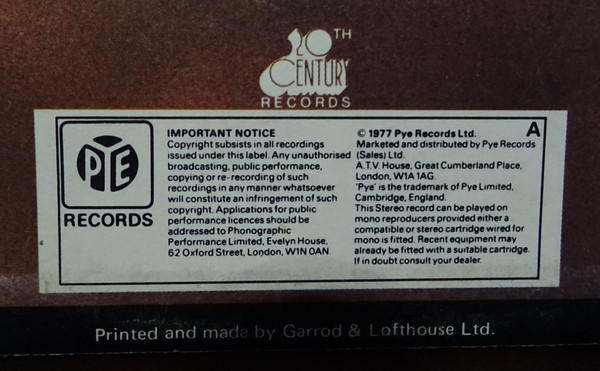 20TH
CENTURY
RECORDS
PYE
RECORDS
IMPORTANT NOTICE
Copyright subsists in all recordings
issued under this label. Any unauthorised
broadcasting, public performance,
copying or re-recording of such
recordings in any manner whatsoever
will constitute an infringement of such
copyright. Applications for public
performance licences should be
addressed to Phonographic
Performance Limited, Evelyn House,
62 Oxford Street, London, W1N OAN.
© 1977 Pye Records Ltd.
A
Marketed and distributed by Pye Records
(Sales) Ltd.
A.T.V. House, Great Cumberland Place,
London, W1A 1AG.
'Pye' is the trademark of Pye Limited,
Cambridge, England.
This Stereo record can be played on
mono reproducers provided either a
compatible or stereo cartridge wired for
mono is fitted. Recent equipment may
already be fitted with a suitable cartridge.
If in doubt consult your dealer.
Printed and made by Garrod & Lofthouse Ltd.